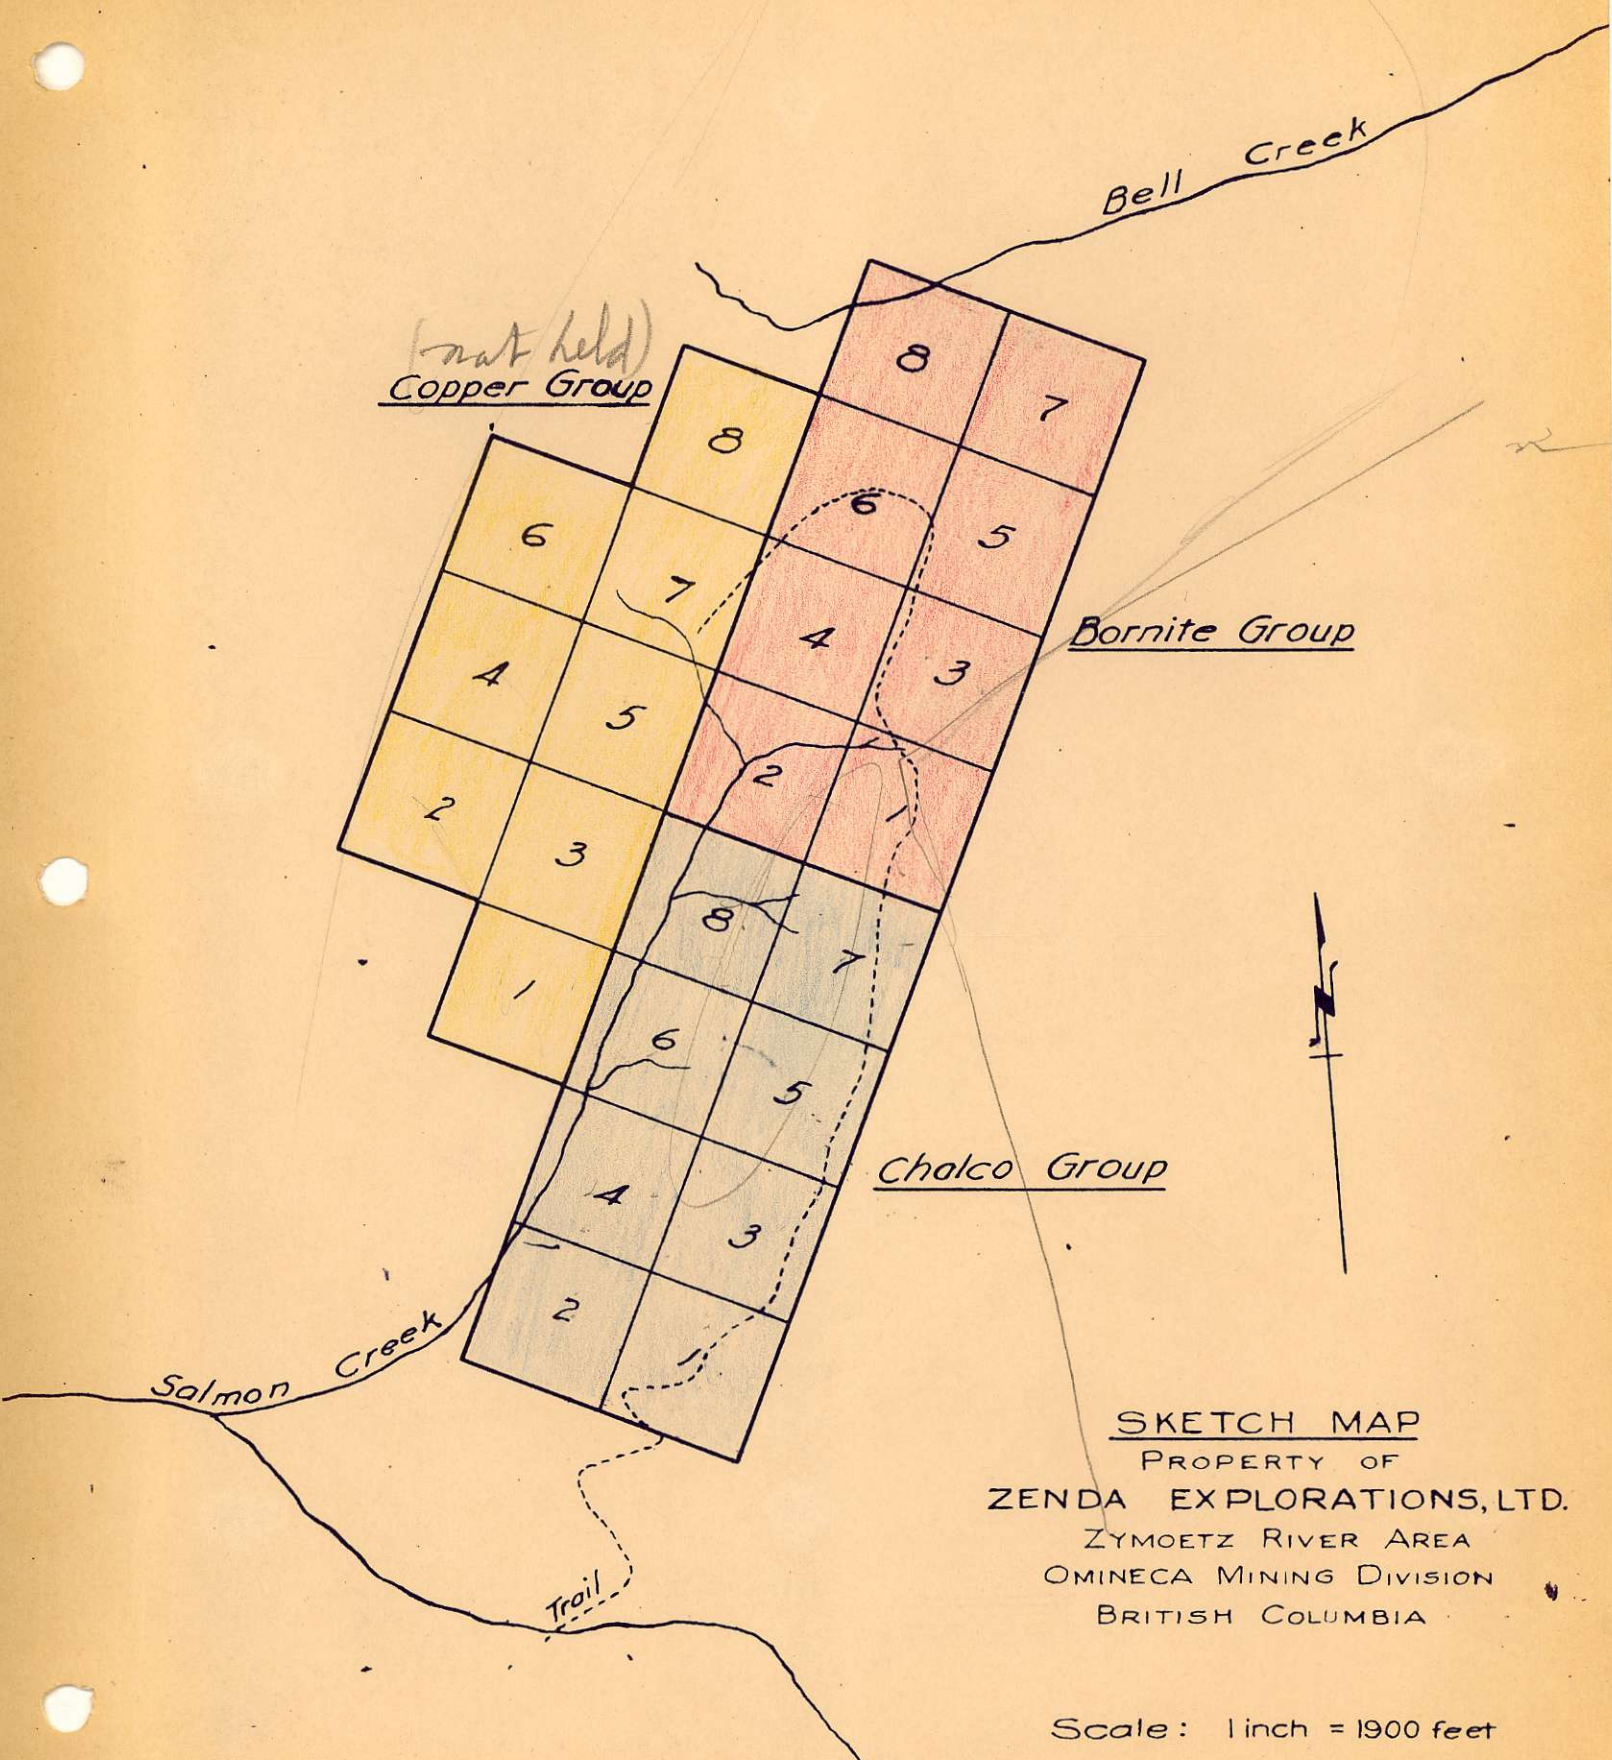 Bell Creek
(not held)
Copper Group
8
7
8
6
6
5
7
4
3
Bornite Group
4
5
2
1
2
3
8
7
1
6
5
Chalco Group
4
3
2
1
Salmon Creek
Trail
SKETCH MAP
PROPERTY OF
ZENDA EXPLORATIONS, LTD.
ZYMOETZ RIVER AREA
OMINECA MINING DIVISION
BRITISH COLUMBIA
Scale: 1 inch = 1900 feet